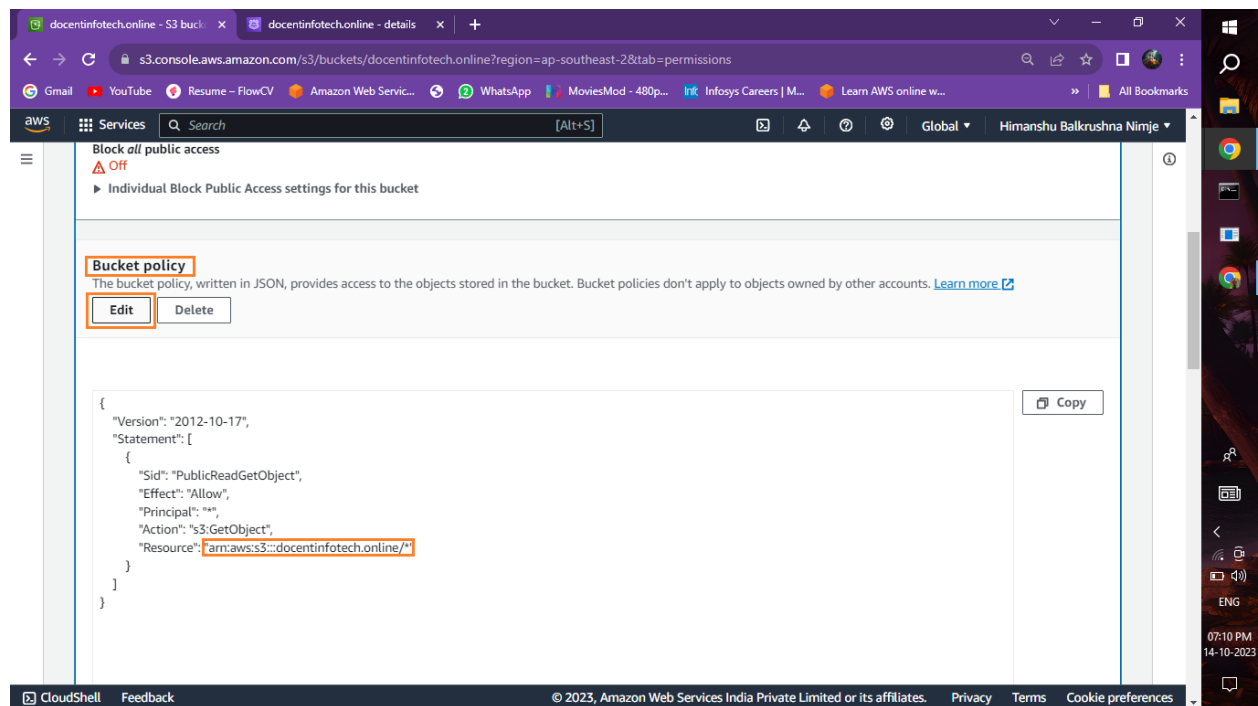 docentinfotech.online - S3 buck
docentinfotech.online - details
s3.console.aws.amazon.com/s3/buckets/docentinfotech.online?region=ap-southeast-2&tab=permissions
Gmail YouTube Resume – FlowCV Amazon Web Servic... WhatsApp MoviesMod - 480p... Infosys Careers | M... Learn AWS online w... » All Bookmarks
aws Services Search [Alt+S] Global Himanshu Balkrushna Nimje
Block all public access
Off
Individual Block Public Access settings for this bucket
Bucket policy
The bucket policy, written in JSON, provides access to the objects stored in the bucket. Bucket policies don't apply to objects owned by other accounts. Learn more
Edit Delete
Copy
{
"Version": "2012-10-17",
"Statement": [
{
"Sid": "PublicReadGetObject",
"Effect": "Allow",
"Principal": "*",
"Action": "s3:GetObject",
"Resource": "arn:aws:s3:::docentinfotech.online/*"
}
]
}
CloudShell Feedback © 2023, Amazon Web Services India Private Limited or its affiliates. Privacy Terms Cookie preferences
ENG
07:10 PM
14-10-2023